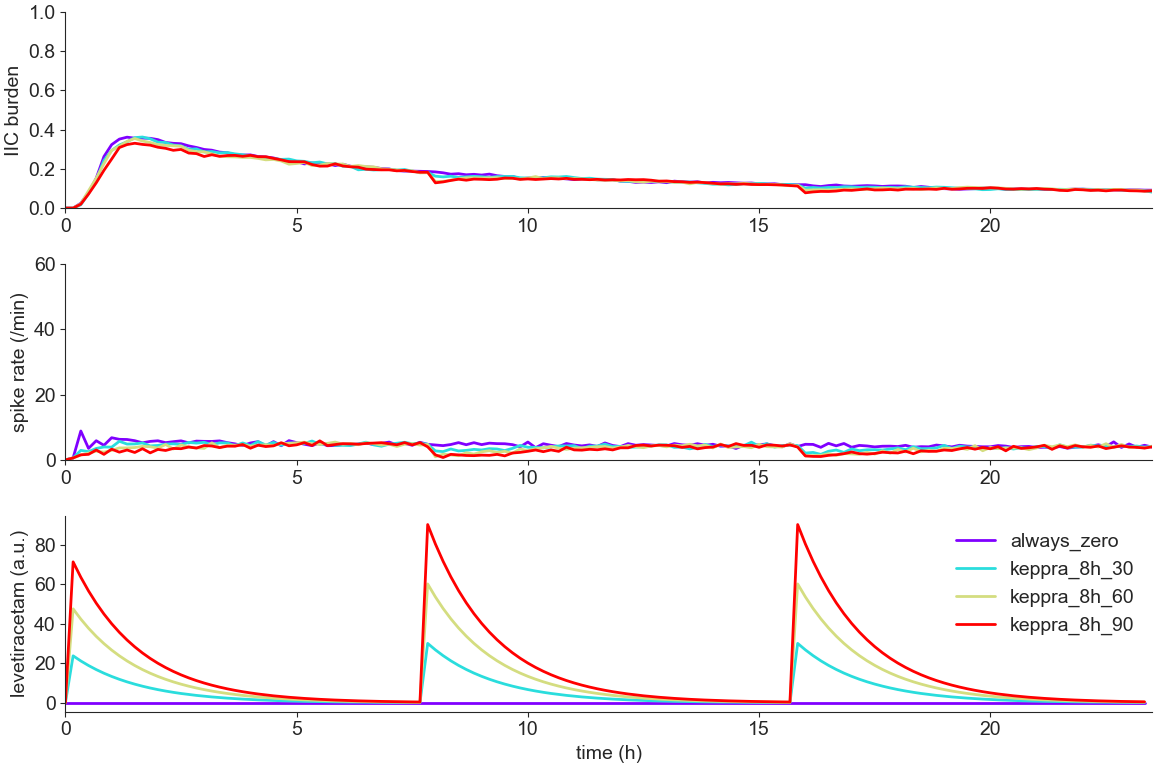 IIC burden
1.0
0.8
0.6
0.4
0.2
0.0
0 5 10 15 20
spike rate (/min)
60
40
20
0
0 5 10 15 20
levetiracetam (a.u.)
80
60
40
20
0
0 5 10 15 20
time (h)
always_zero
keppra_8h_30
keppra_8h_60
keppra_8h_90